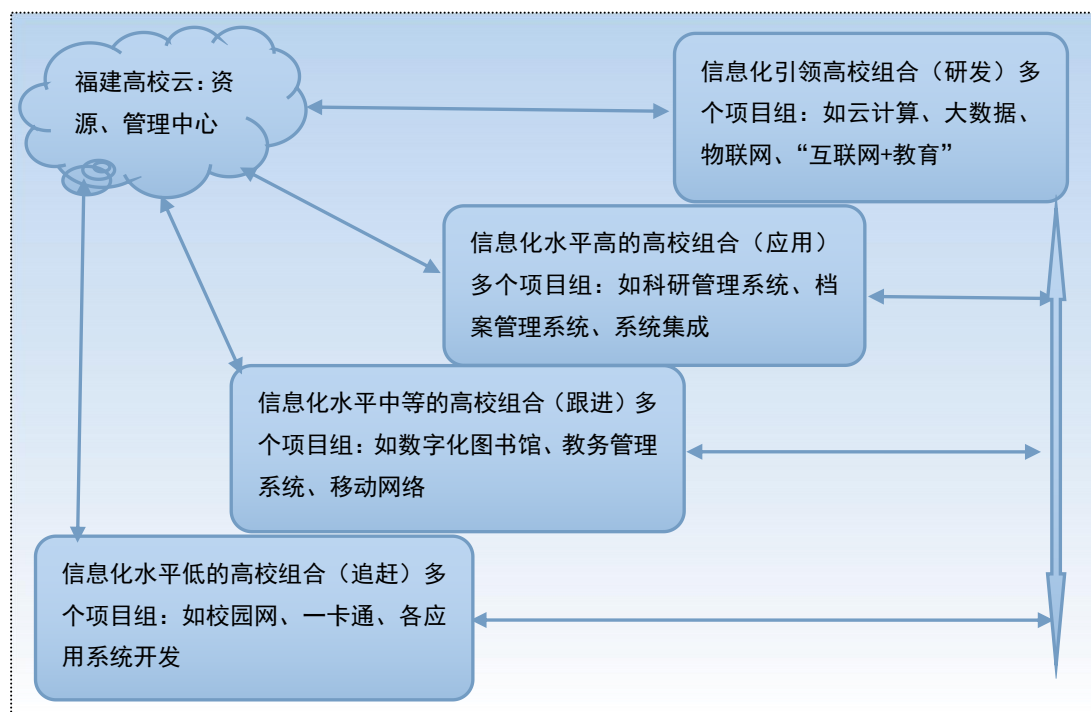 福建高校云：资
源、管理中心
信息化引领高校组合（研发）多
个项目组：如云计算、大数据、
物联网、“互联网+教育”
信息化水平高的高校组合（应用）
多个项目组：如科研管理系统、档
案管理系统、系统集成
信息化水平中等的高校组合（跟进）多
个项目组：如数字化图书馆、教务管理
系统、移动网络
信息化水平低的高校组合（追赶）多
个项目组：如校园网、一卡通、各应
用系统开发